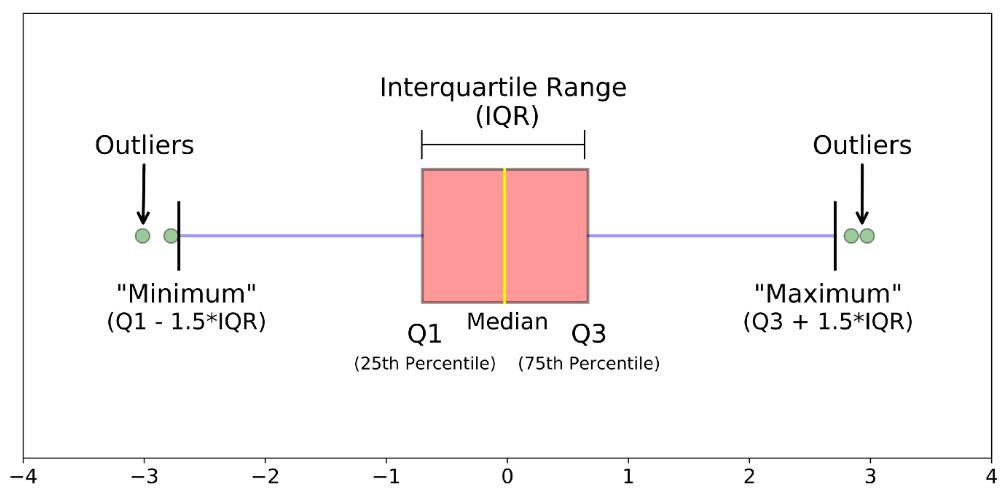 Interquartile Range
(IQR)
Outliers
Outliers
"Minimum"
(Q1 - 1.5*IQR)
"Maximum"
(Q3 + 1.5*IQR)
Q1
Median
Q3
(25th Percentile)
(75th Percentile)
−4
−3
−2
−1
0
1
2
3
4